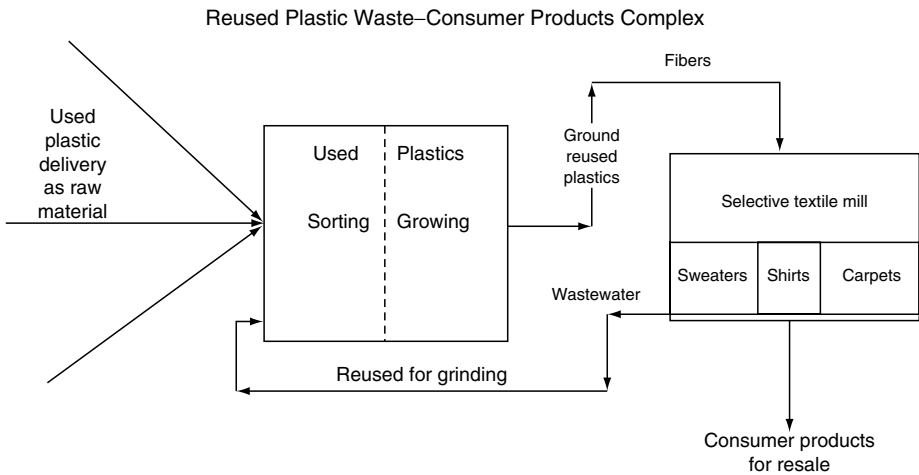 Reused Plastic Waste–Consumer Products Complex
Fibers
Used
plastic
delivery
as raw
material
Used Plastics
Sorting Growing
Ground
reused
plastics
Selective textile mill
Sweaters Shirts Carpets
Wastewater
Reused for grinding
Consumer products
for resale